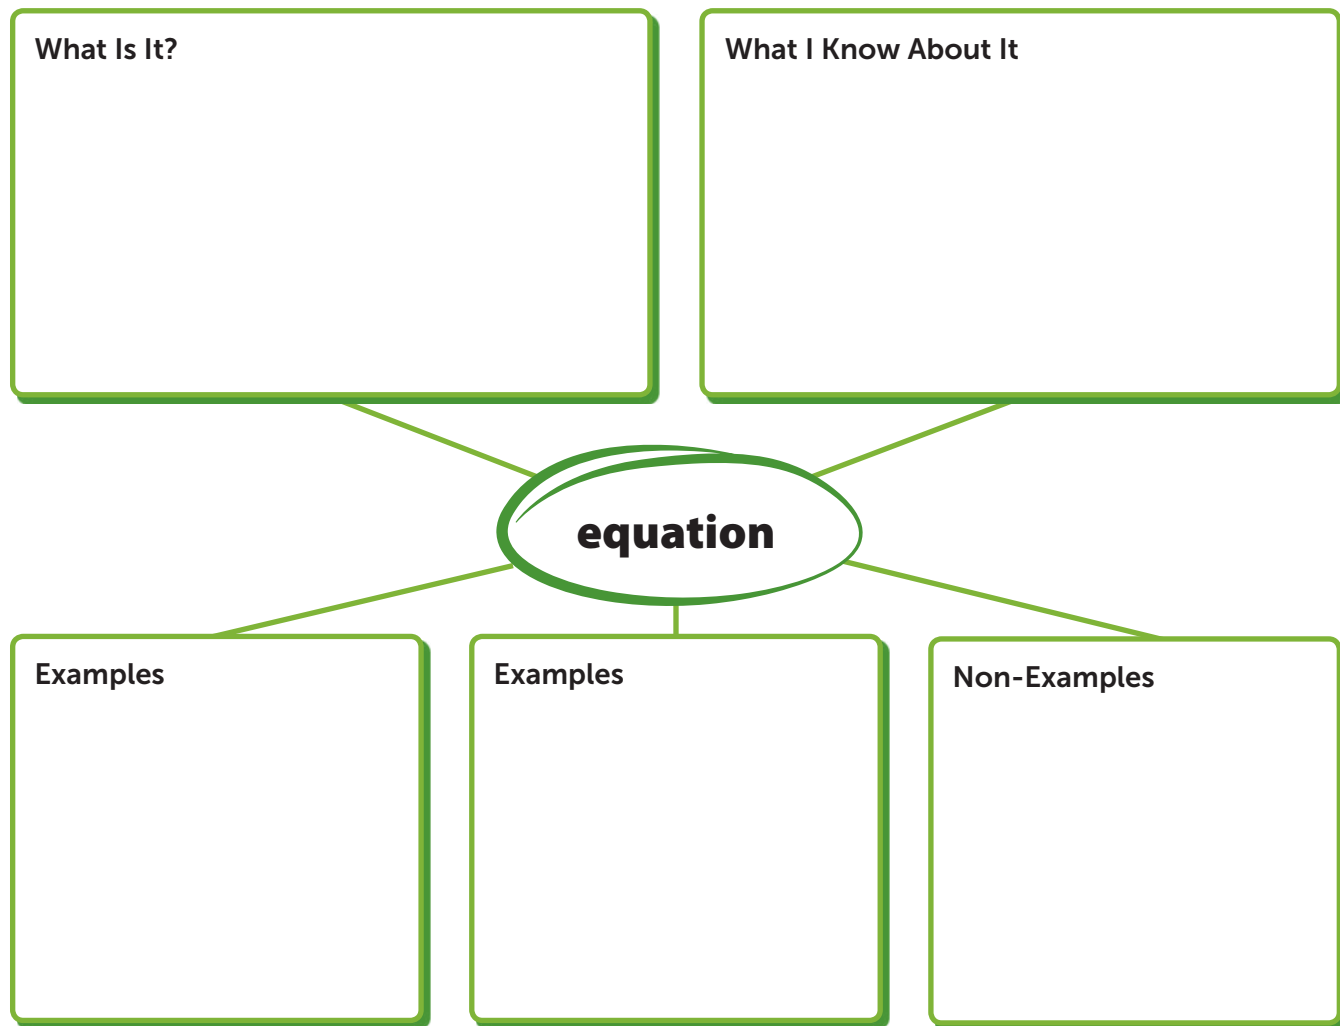 What Is It?
What I Know About It
equation
Examples
Examples
Non-Examples